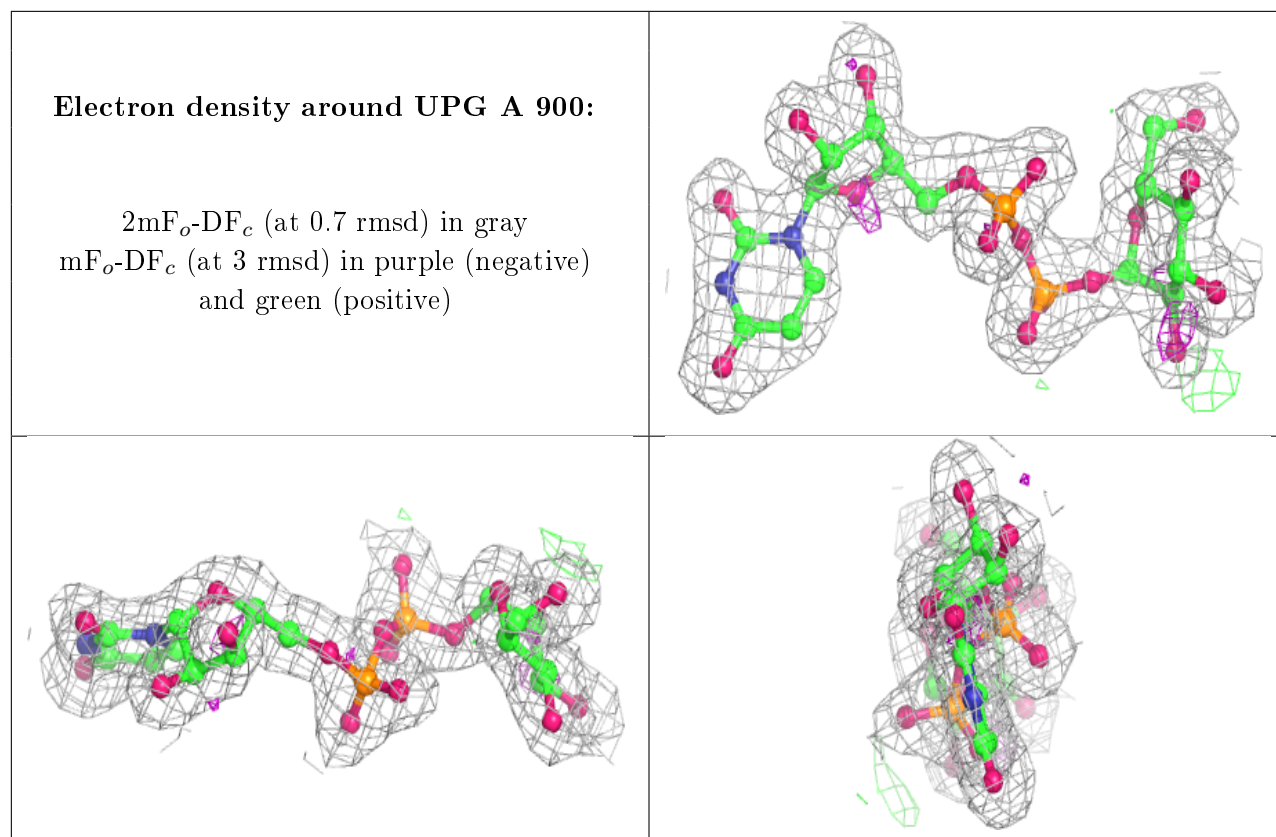 Electron density around UPG A 900:
2mFo-DFc (at 0.7 rmsd) in gray
mFo-DFc (at 3 rmsd) in purple (negative)
and green (positive)